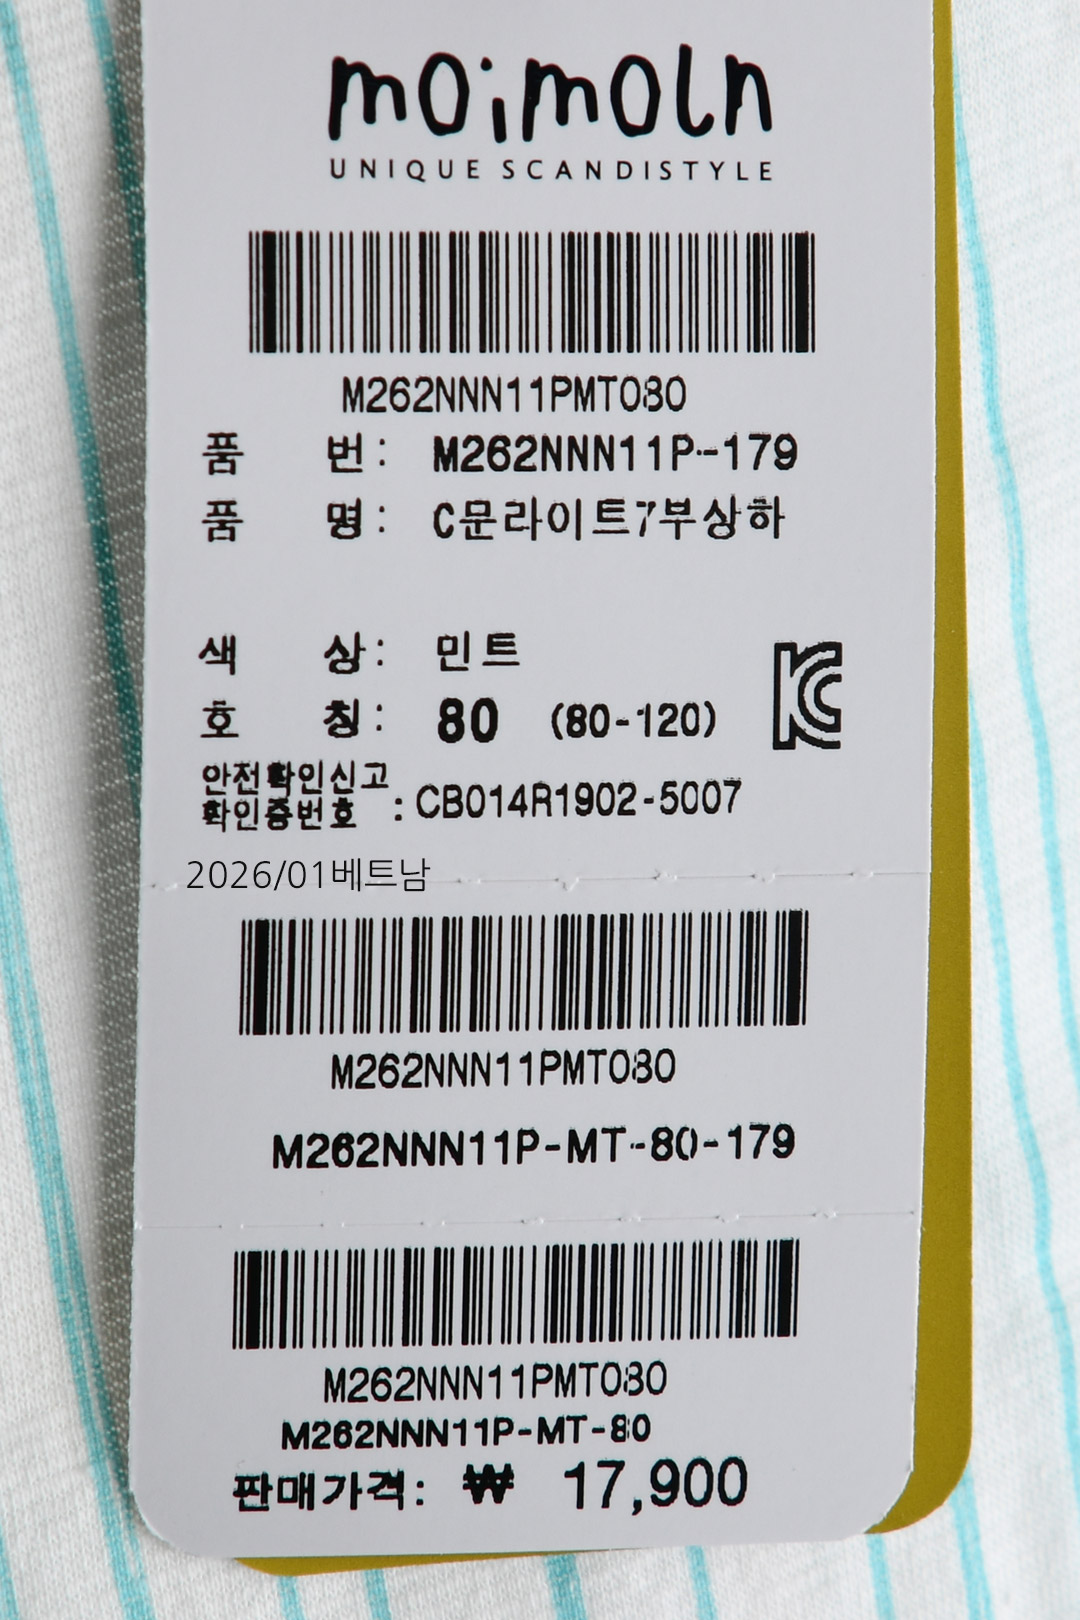 moimoln
UNIQUE SCANDISTYLE
M262NNN11PMT080
품 번: M262NNN11P-179
품 명: C문라이트7부상하
색 상: 민트
호 칭: 80 (80-120)
안전확인신고
확인증번호 : CB014R1902-5007
2026/01베트남
M262NNN11PMT080
M262NNN11P-MT-80-179
M262NNN11PMT080
M262NNN11P-MT-80
판매가격: ₩ 17,900